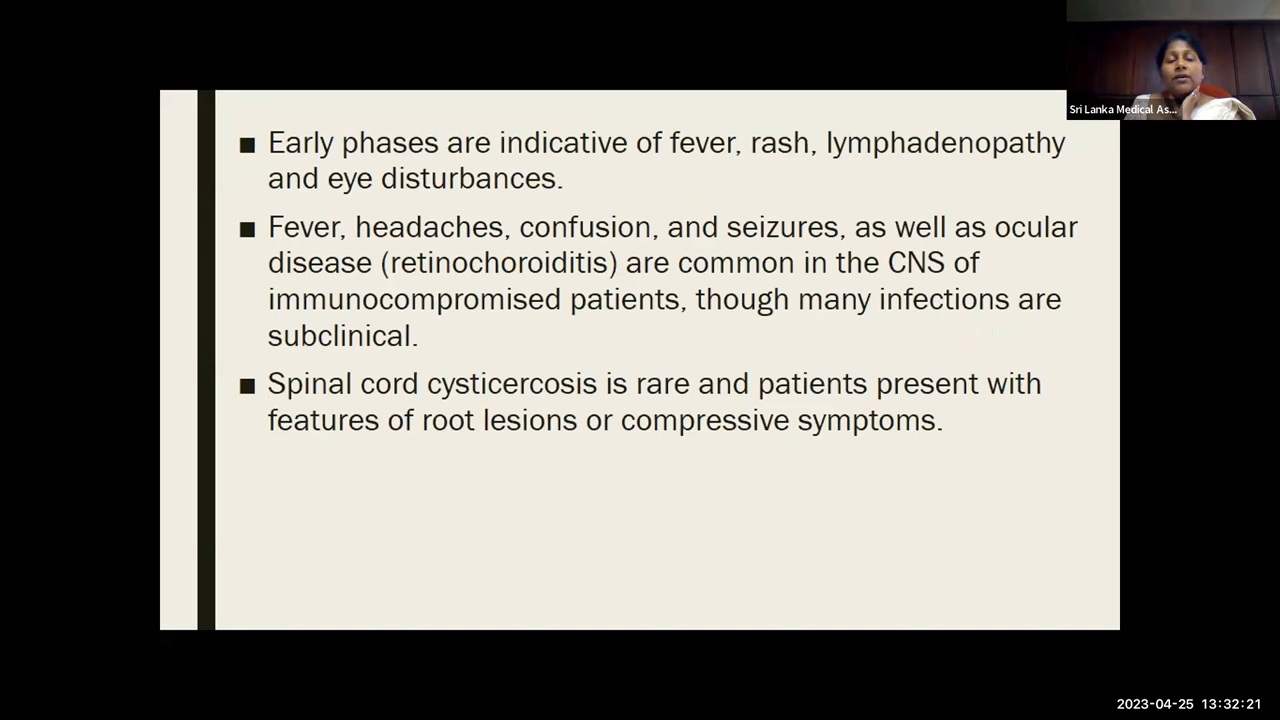 Sri Lanka Medical As...
■ Early phases are indicative of fever, rash, lymphadenopathy
and eye disturbances.
■ Fever, headaches, confusion, and seizures, as well as ocular
disease (retinochoroiditis) are common in the CNS of
immunocompromised patients, though many infections are
subclinical.
■ Spinal cord cysticercosis is rare and patients present with
features of root lesions or compressive symptoms.
2023-04-25 13:32:21